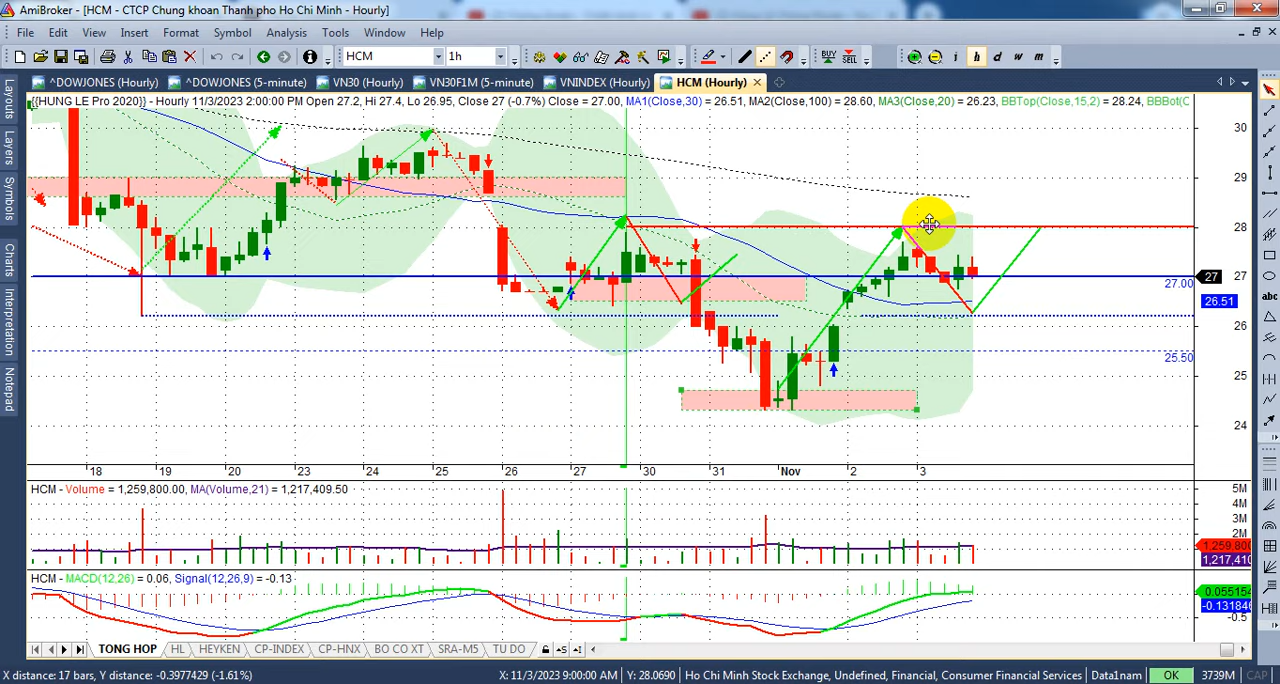 AmiBroker - [HCM - CTCP Chung khoan Thanh pho Ho Chi Minh - Hourly]
File Edit View Insert Format Symbol Analysis Tools Window Help
HCM 1h BUY SELL i h d w m
^DOWJONES (Hourly) ^DOWJONES (5-minute) VN30 (Hourly) VN30F1M (5-minute) VNINDEX (Hourly) HCM (Hourly)
{{HUNG LE Pro 2020}} - Hourly 11/3/2023 2:00:00 PM Open 27.2, Hi 27.4, Lo 26.95, Close 27 (-0.7%) Close = 27.00, MA1(Close,30) = 26.51, MA2(Close,100) = 28.60, MA3(Close,20) = 26.23, BBTop(Close,15,2) = 28.24, BBBot(C
Layouts
Layers
Symbols
Charts
Interpretation
Notepad
abc
30
29
28
27
27
27.00
26.51
26
25.50
25
24
18 19 20 23 24 25 26 27 30 31 Nov 2 3
HCM - Volume = 1,259,800.00, MA(Volume,21) = 1,217,409.50
5M
4M
3M
2M
1,259,800
1,217,410
HCM - MACD(12,26) = 0.06, Signal(12,26,9) = -0.13
0.055154
-0.131846
-0.5
TONG HOP HL HEYKEN CP-INDEX CP-HNX BO CO XT SRA-M5 TU DO
X distance: 17 bars, Y distance: -0.3977429 (-1.61%) X: 11/3/2023 9:00:00 AM Y: 28.0690 Ho Chi Minh Stock Exchange, Undefined, Financial, Consumer Financial Services Data1nam OK 3739M CAP